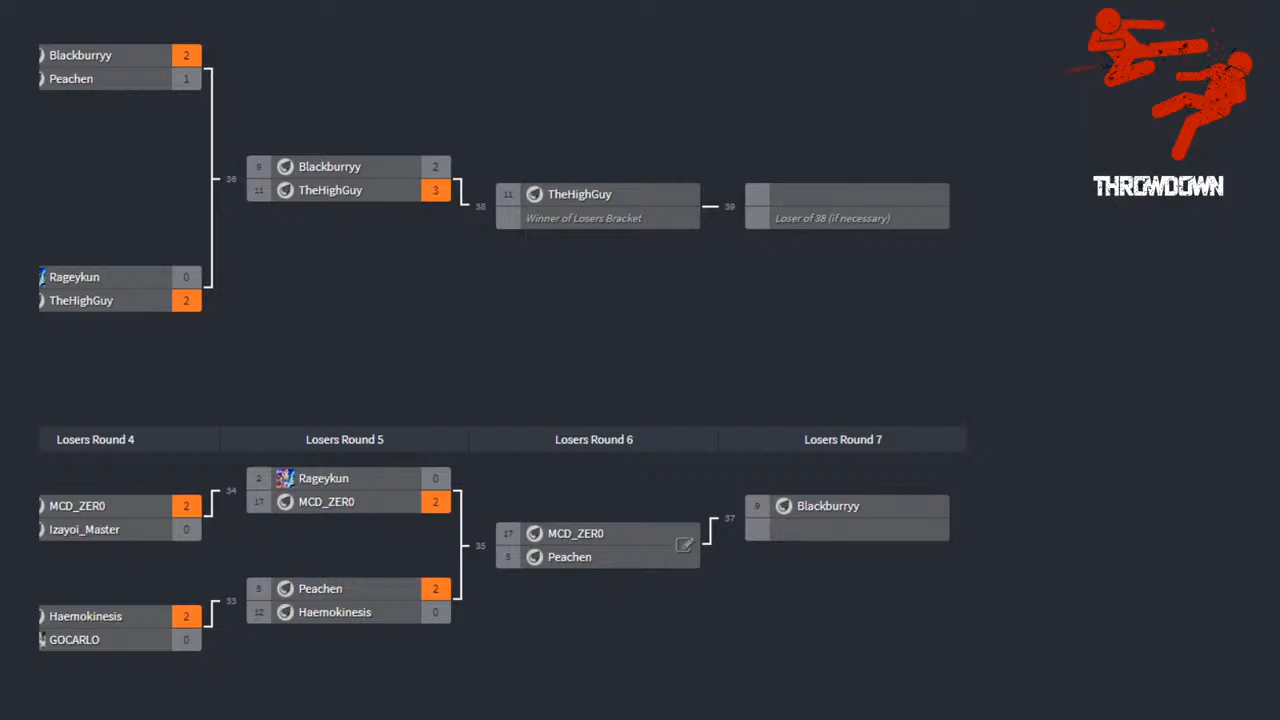 Blackburryy 2
Peachen 1
THROWDOWN
9 Blackburryy 2
11 TheHighGuy 3
36
11 TheHighGuy
Winner of Losers Bracket
38
39
Loser of 38 (if necessary)
Rageykun 0
TheHighGuy 2
Losers Round 4 Losers Round 5 Losers Round 6 Losers Round 7
2 Rageykun 0
17 MCD_ZER0 2
34
MCD_ZER0 2
Izayoi_Master 0
9 Blackburryy
37
17 MCD_ZER0
5 Peachen
35
5 Peachen 2
12 Haemokinesis 0
33
Haemokinesis 2
GOCARLO 0